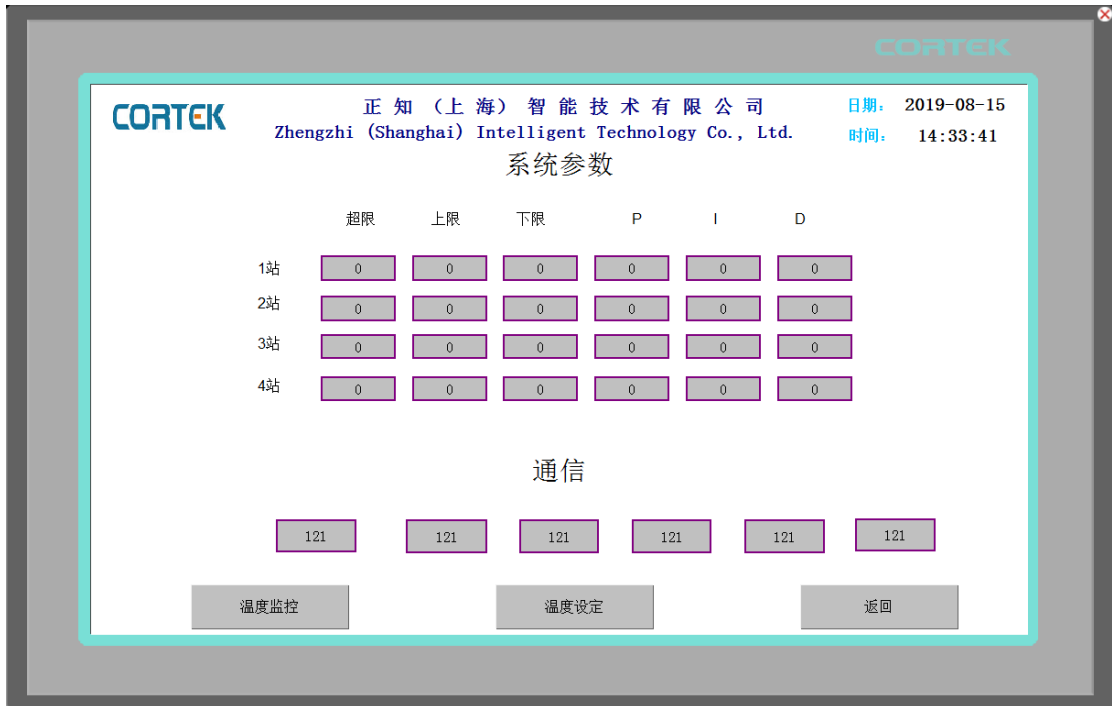 CORTEK
CORTEK
正知（上海）智能技术有限公司
日期： 2019-08-15
Zhengzhi (Shanghai) Intelligent Technology Co., Ltd.
时间： 14:33:41
系统参数
超限 上限 下限 P I D
1站 0 0 0 0 0 0
2站 0 0 0 0 0 0
3站 0 0 0 0 0 0
4站 0 0 0 0 0 0
通信
121 121 121 121 121 121
温度监控 温度设定 返回